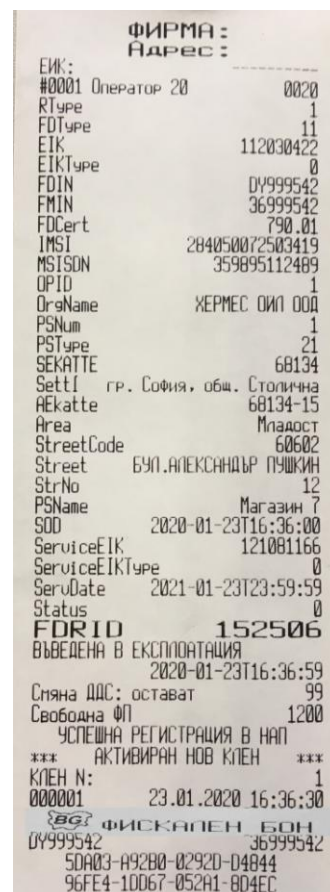 ФИРМА:
Адрес:
ЕИК:
#0001 Оператор 20 0020
RType 1
FDType 11
EIK 112030422
EIKType 0
FDIN DY999542
FMIN 36999542
FDCert 790.01
IMSI 284050072503419
MSISDN 359895112489
OPID 1
OrgName ХЕРМЕС ОИЛ ООД
PSNum 1
PSType 21
SEKATTE 68134
Settl гр. София, общ. Столична
AEkatte 68134-15
Area Младост
StreetCode 60602
Street БУЛ.АЛЕКСАНДЪР ПУШКИН
StrNo 12
PSName Магазин 7
SOD 2020-01-23T16:36:00
ServiceEIK 121081166
ServiceEIKType 0
ServDate 2021-01-23T23:59:59
Status 0
FDRID 152506
ВЪВЕДЕНА В ЕКСПЛОАТАЦИЯ
2020-01-23T16:36:59
Смяна ДДС: остават 99
Свободна ФП 1200
УСПЕШНА РЕГИСТРАЦИЯ В НАП
*** АКТИВИРАН НОВ КЛЕН ***
КЛЕН N: 1
000001 23.01.2020 16:36:30
BG ФИСКАЛЕН БОН
DY999542 36999542
5DA03-A92B0-0292D-D4844
96FE4-1DD67-052A1-8D4EC